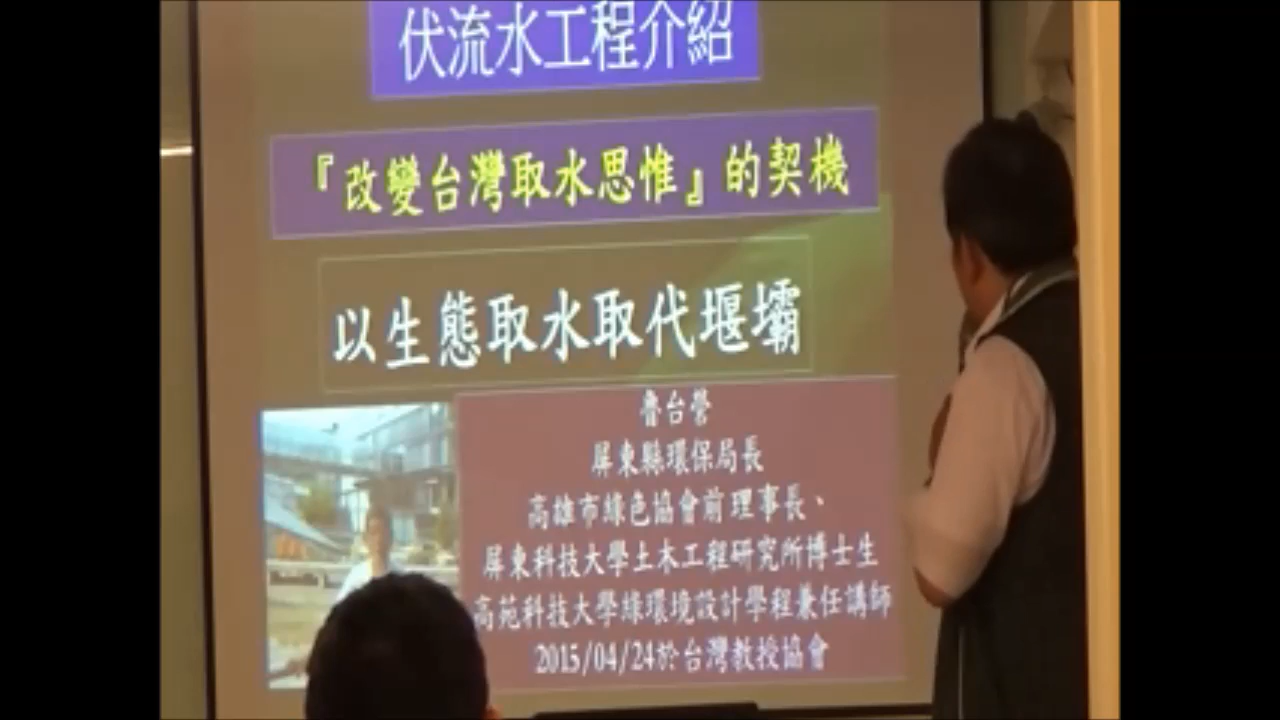 伏流水工程介紹
『改變台灣取水思惟』的契機
以生態取水取代堰壩
魯台營
屏東縣環保局長
高雄市綠色協會前理事長、
屏東科技大學土木工程研究所博士生
高苑科技大學綠環境設計學程兼任講師
2015/04/24於台灣教授協會